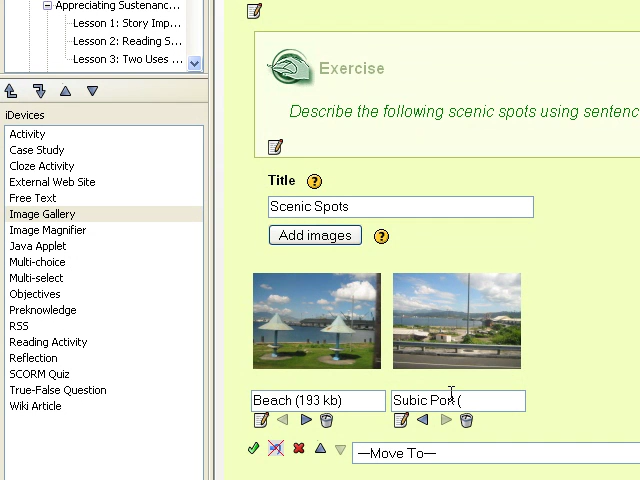 Appreciating Sustenanc...
Lesson 1: Story Imp...
Lesson 2: Reading S...
Lesson 3: Two Uses ...
iDevices
Activity
Case Study
Cloze Activity
External Web Site
Free Text
Image Gallery
Image Magnifier
Java Applet
Multi-choice
Multi-select
Objectives
Preknowledge
RSS
Reading Activity
Reflection
SCORM Quiz
True-False Question
Wiki Article
Exercise
Describe the following scenic spots using sentenc
Title
Scenic Spots
Add images
Beach (193 kb)
Subic Port (
—Move To—